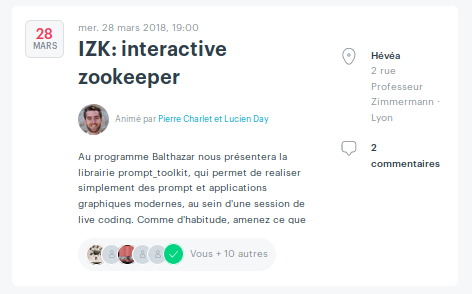 28
MARS
mer. 28 mars 2018, 19:00
IZK: interactive
zookeeper
Animé par Pierre Charlet et Lucien Day
Au programme Balthazar nous présentera la
librairie prompt_toolkit, qui permet de realiser
simplement des prompt et applications
graphiques modernes, au sein d'une session de
live coding. Comme d'habitude, amenez ce que
Vous + 10 autres
Hévéa
2 rue
Professeur
Zimmermann ·
Lyon
2
commentaires